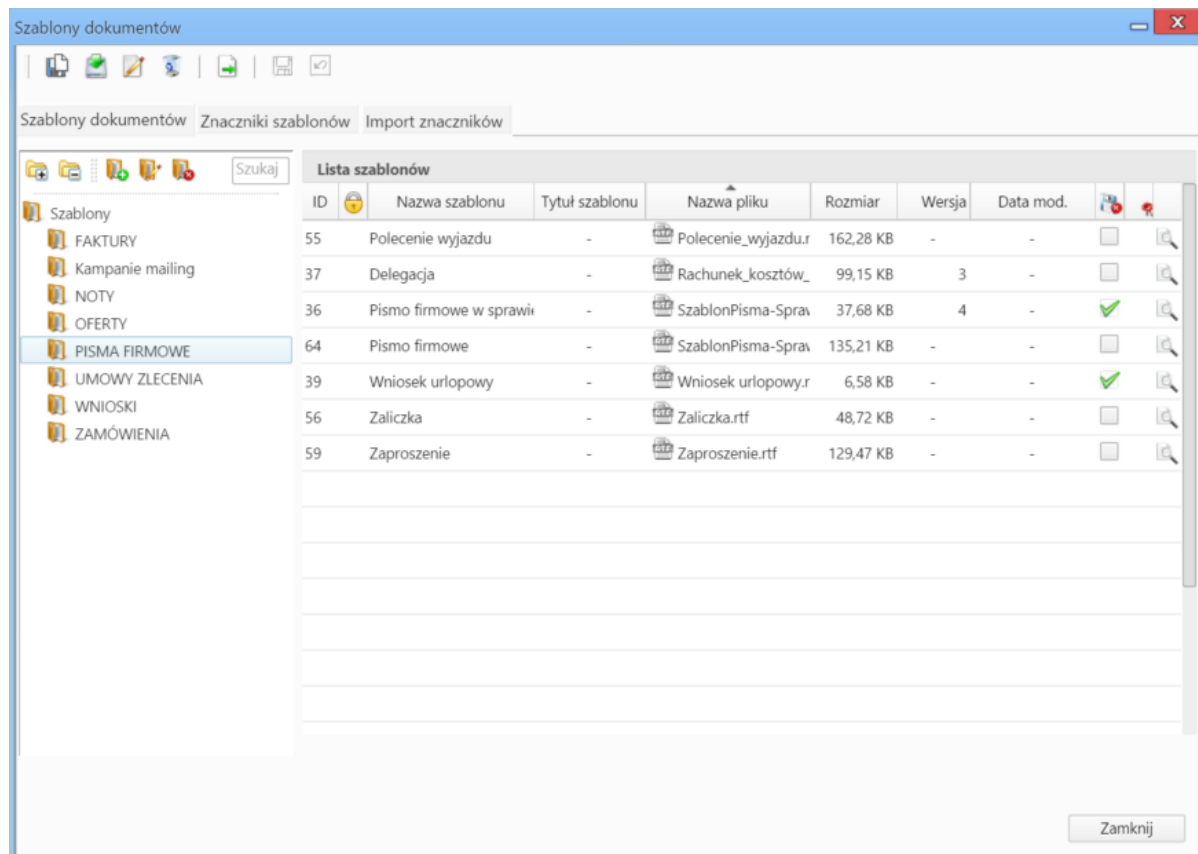 Szablony dokumentów
Szablony dokumentów Znaczniki szablonów Import znaczników
Szukaj
Szablony
FAKTURY
Kampanie mailing
NOTY
OFERTY
PISMA FIRMOWE
UMOWY ZLECENIA
WNIOSKI
ZAMÓWIENIA
Lista szablonów
ID Nazwa szablonu Tytuł szablonu Nazwa pliku Rozmiar Wersja Data mod.
55 Polecenie wyjazdu - Polecenie_wyjazdu.r 162,28 KB - -
37 Delegacja - Rachunek_kosztów_ 99,15 KB 3 -
36 Pismo firmowe w sprawie - SzablonPisma-Spraw 37,68 KB 4 -
64 Pismo firmowe - SzablonPisma-Spraw 135,21 KB - -
39 Wniosek urlopowy - Wniosek urlopowy.r 6,58 KB - -
56 Zaliczka - Zaliczka.rtf 48,72 KB - -
59 Zaproszenie - Zaproszenie.rtf 129,47 KB - -
Zamknij